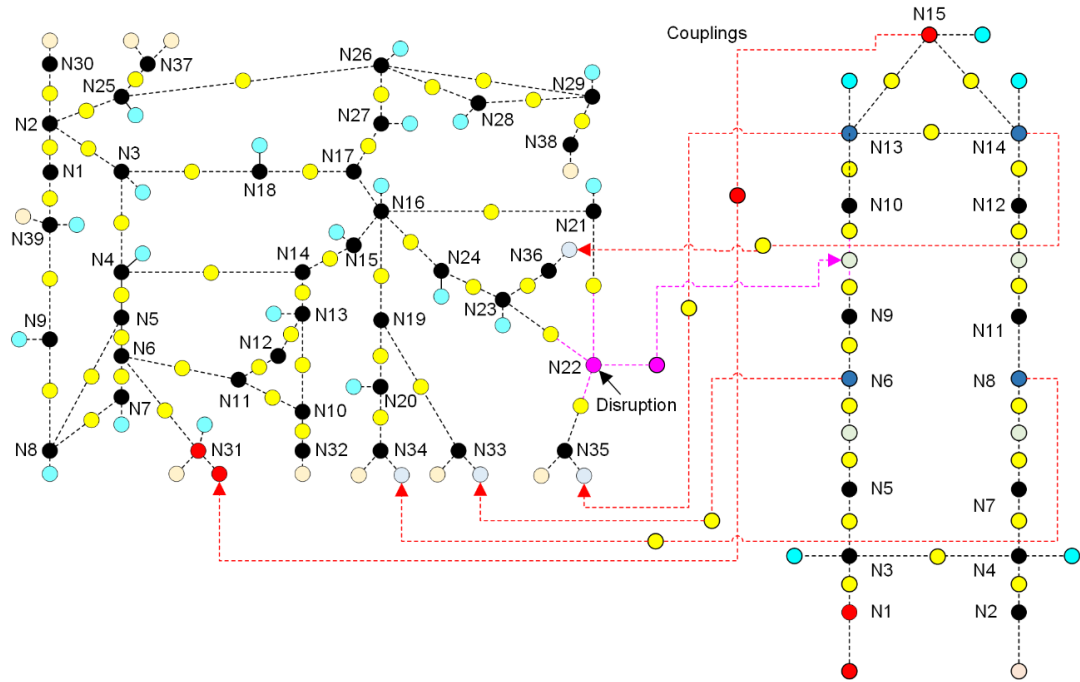 N15
Couplings
N30
N37
N26
N25
N29
N28
N2
N27
N38
N13
N14
N3
N17
N1
N18
N10
N12
N16
N21
N39
N15
N36
N4
N14
N24
N23
N9
N13
N5
N9
N11
N12
N6
N22
Disruption
N6
N8
N11
N7
N20
N10
N8
N31
N32
N34
N33
N35
N19
N5
N7
N3
N4
N1
N2